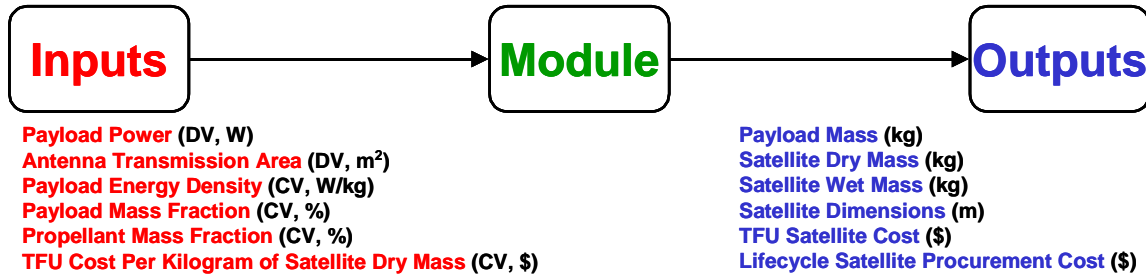 Inputs
Module
Outputs
Payload Power (DV, W)
Antenna Transmission Area (DV, m²)
Payload Energy Density (CV, W/kg)
Payload Mass Fraction (CV, %)
Propellant Mass Fraction (CV, %)
TFU Cost Per Kilogram of Satellite Dry Mass (CV, $)
Payload Mass (kg)
Satellite Dry Mass (kg)
Satellite Wet Mass (kg)
Satellite Dimensions (m)
TFU Satellite Cost ($)
Lifecycle Satellite Procurement Cost ($)